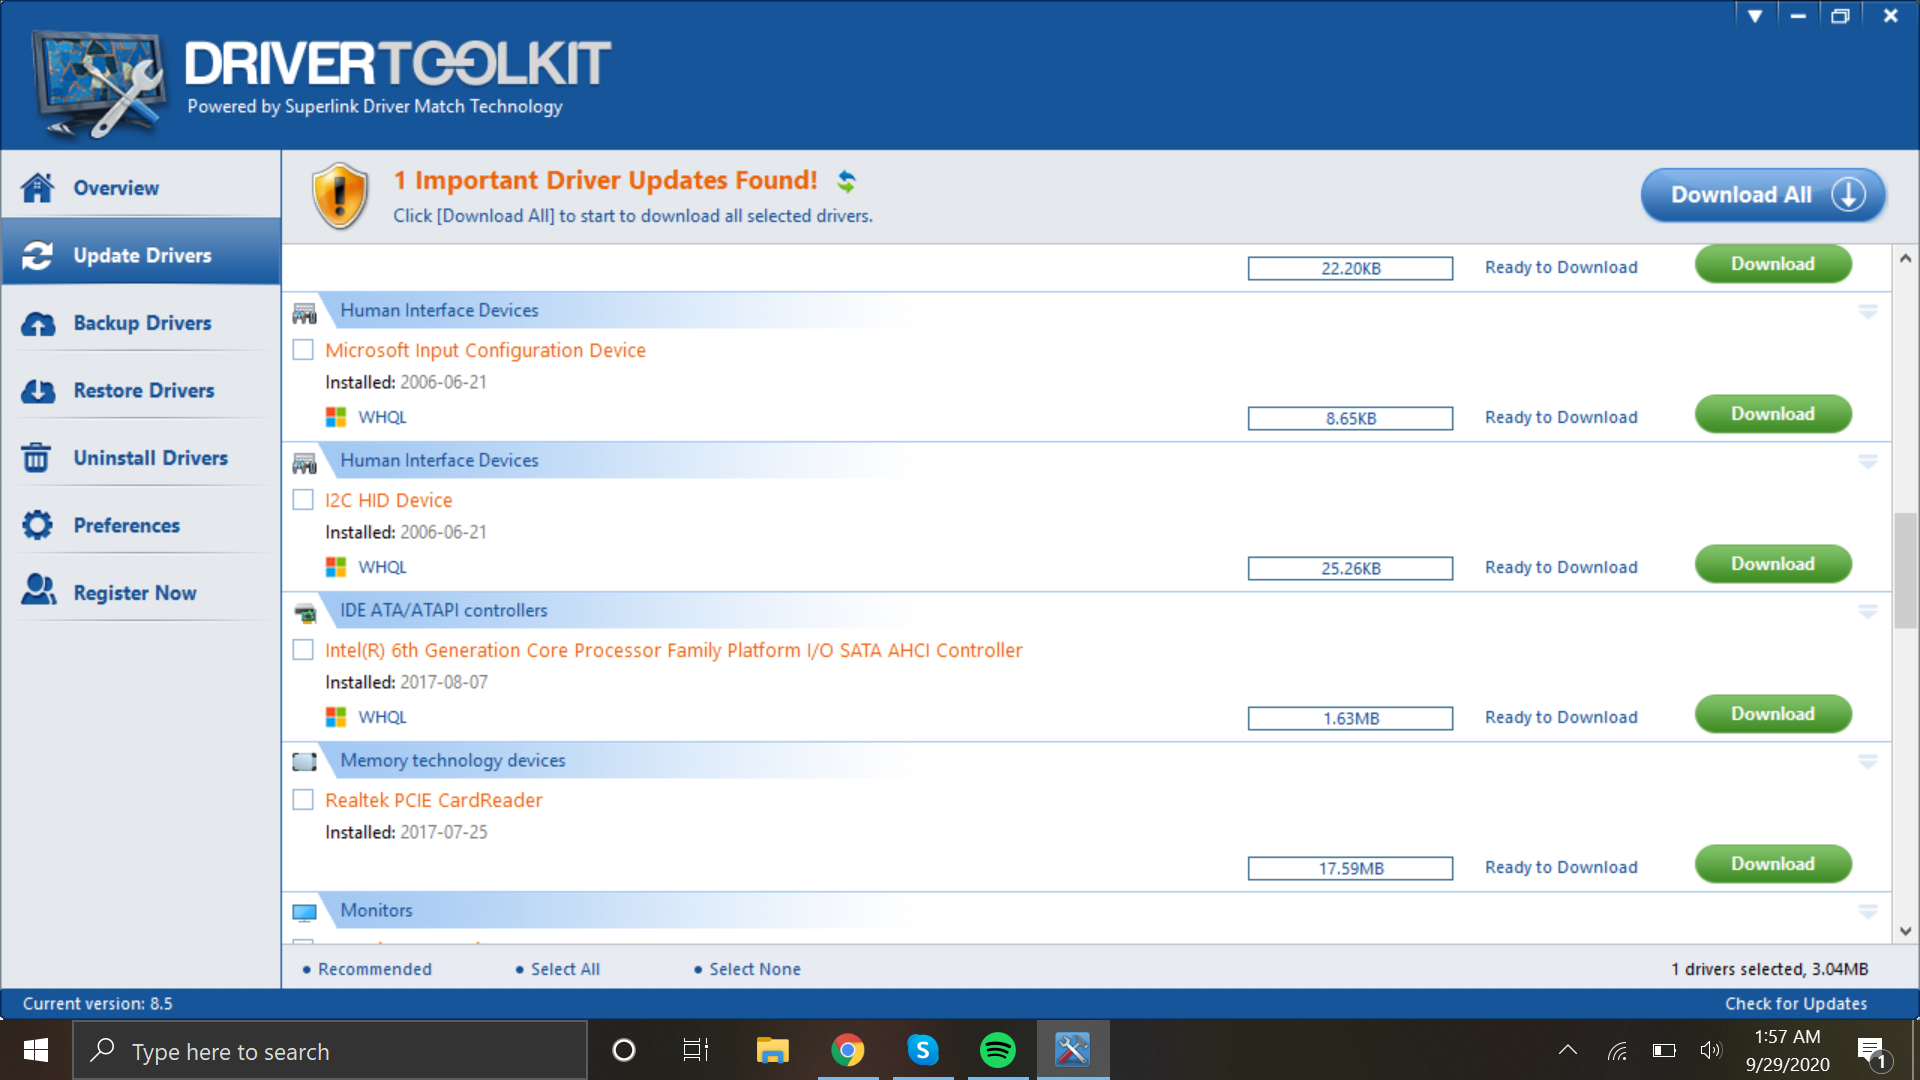 DRIVERTOOLKIT
Powered by Superlink Driver Match Technology
Overview
Update Drivers
Backup Drivers
Restore Drivers
Uninstall Drivers
Preferences
Register Now
1 Important Driver Updates Found!
Click [Download All] to start to download all selected drivers.
Download All
22.20KB Ready to Download Download
Human Interface Devices
Microsoft Input Configuration Device
Installed: 2006-06-21
WHQL 8.65KB Ready to Download Download
Human Interface Devices
I2C HID Device
Installed: 2006-06-21
WHQL 25.26KB Ready to Download Download
IDE ATA/ATAPI controllers
Intel(R) 6th Generation Core Processor Family Platform I/O SATA AHCI Controller
Installed: 2017-08-07
WHQL 1.63MB Ready to Download Download
Memory technology devices
Realtek PCIE CardReader
Installed: 2017-07-25
17.59MB Ready to Download Download
Monitors
Recommended Select All Select None 1 drivers selected, 3.04MB
Current version: 8.5 Check for Updates
Type here to search
1:57 AM
9/29/2020
1